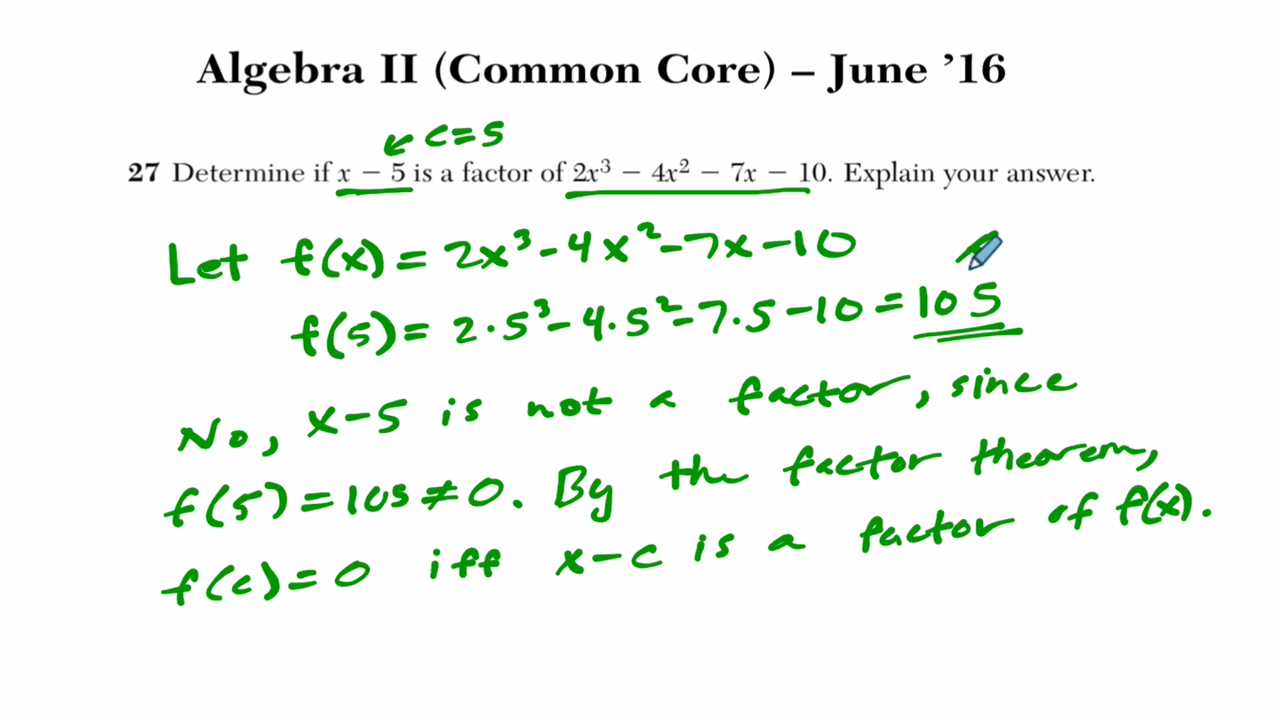 Algebra II (Common Core) – June ’16
c=5
27 Determine if x − 5 is a factor of 2x³ − 4x² − 7x − 10. Explain your answer.
Let f(x) = 2x³ - 4x² - 7x - 10
f(5) = 2·5³ - 4·5² - 7·5 - 10 = 105
No, x-5 is not a factor, since
f(5) = 105 ≠ 0. By the factor theorem,
f(c) = 0 iff x-c is a factor of f(x).